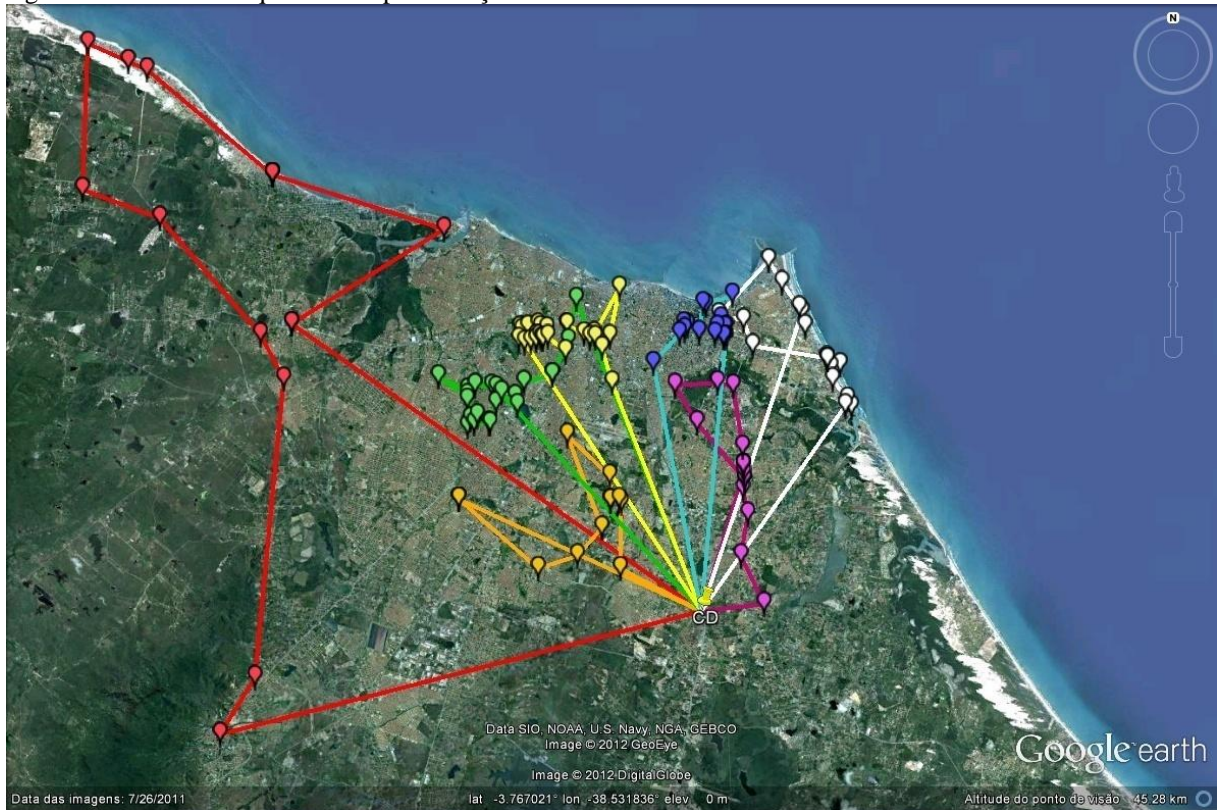 N
CD
Data SIO, NOAA, U.S. Navy, NGA, GEBCO
Image © 2012 GeoEye
Image © 2012 DigitalGlobe
Google earth
Data das imagens: 7/26/2011 lat -3.767021° lon -38.531836° elev 0 m Altitude do ponto de visão 45.28 km